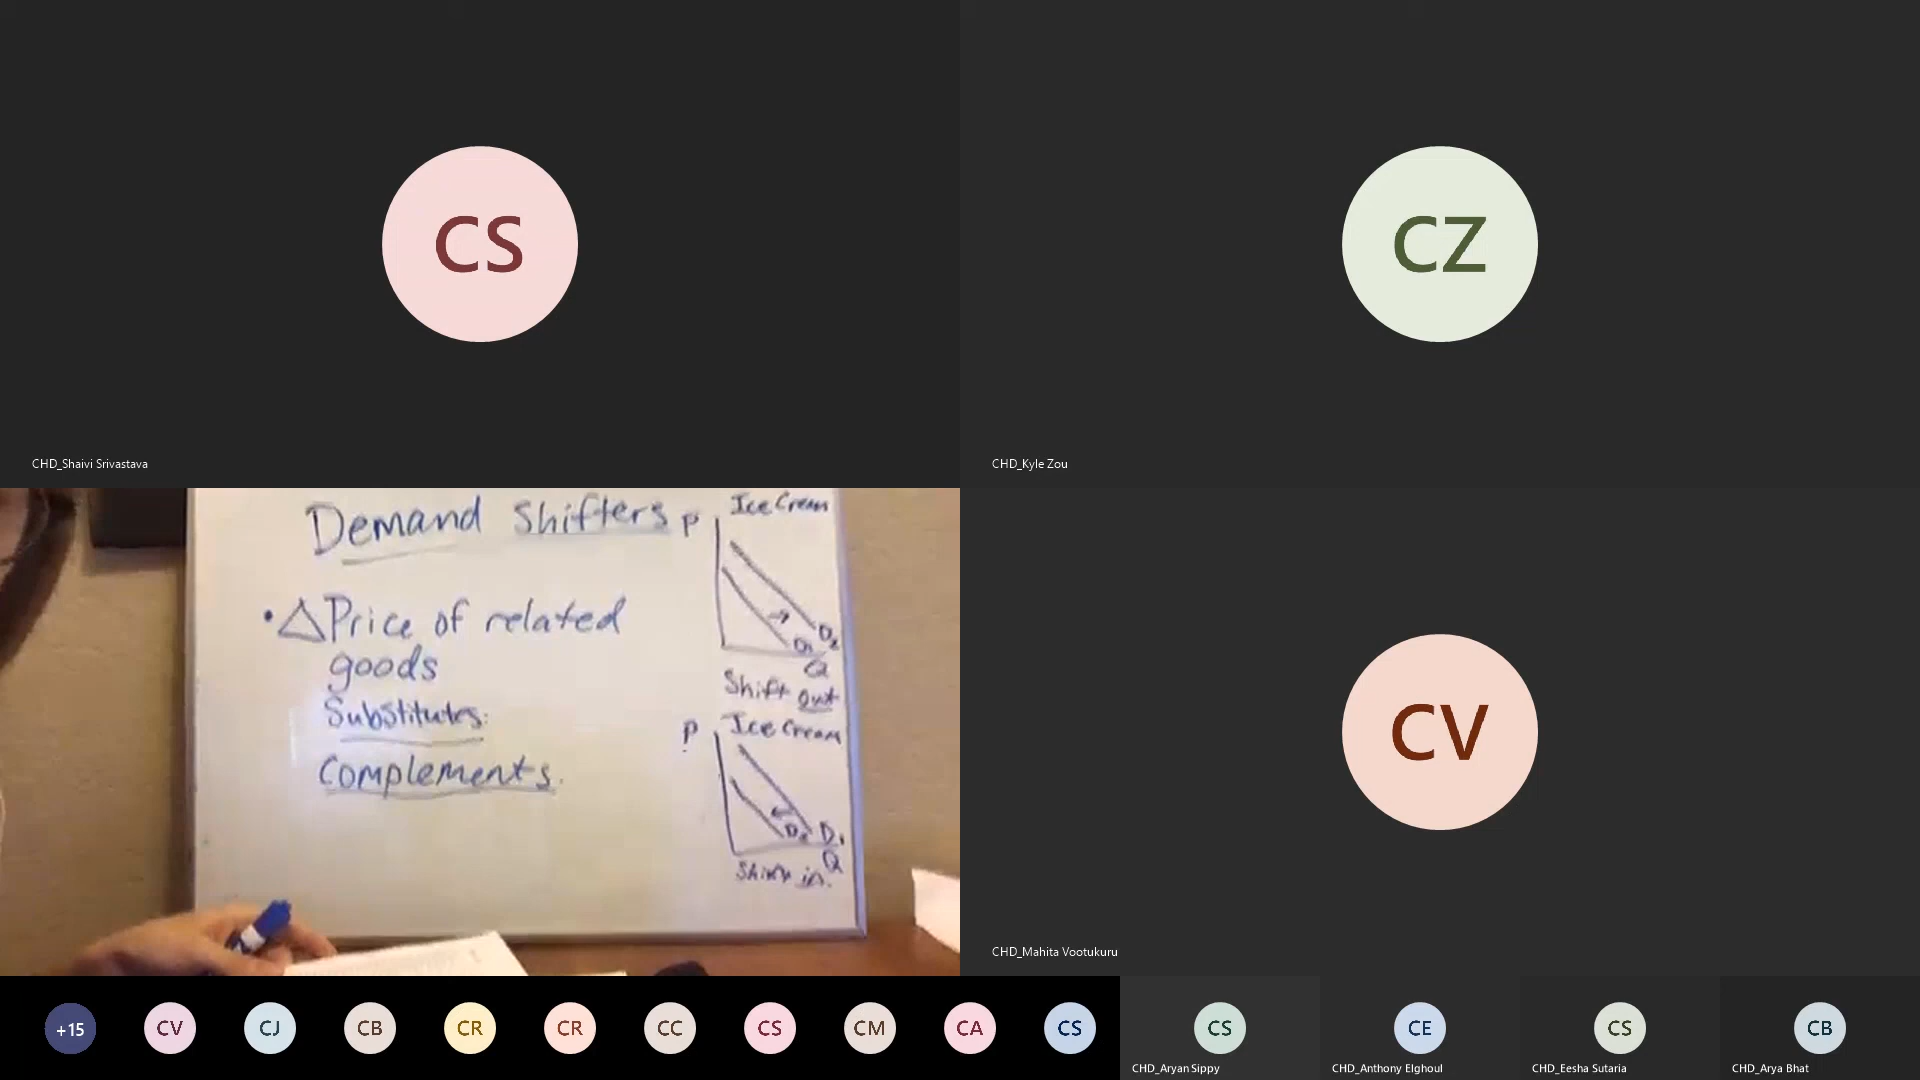 CS
CHD_Shaivi Srivastava
CZ
CHD_Kyle Zou
Demand Shifters
• △Price of related
goods
Substitutes:
Complements.
Ice Cream
P
D₂
D₁
Q
Shift out
Ice Cream
P
D₂ D₁
Q
in.
CV
CHD_Mahita Vootukuru
+15
CV
CJ
CB
CR
CR
CC
CS
CM
CA
CS
CS
CHD_Aryan Sippy
CE
CHD_Anthony Elghoul
CS
CHD_Eesha Sutaria
CB
CHD_Arya Bhat